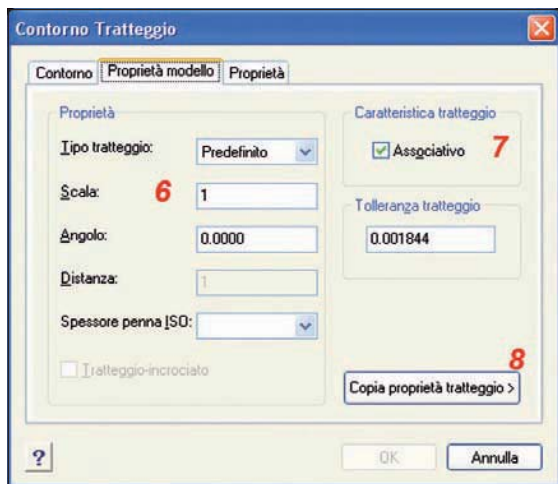 Contorno Tratteggio
Contorno Proprietà modello Proprietà
Proprietà
Tipo tratteggio: Predefinito
Scala: 6 1
Angolo: 0.0000
Distanza: 1
Spessore penna ISO:
Tratteggio-incrociato
Caratteristica tratteggio
Associativo 7
Tolleranza tratteggio
0.001844
8
Copia proprietà tratteggio >
?
OK Annulla